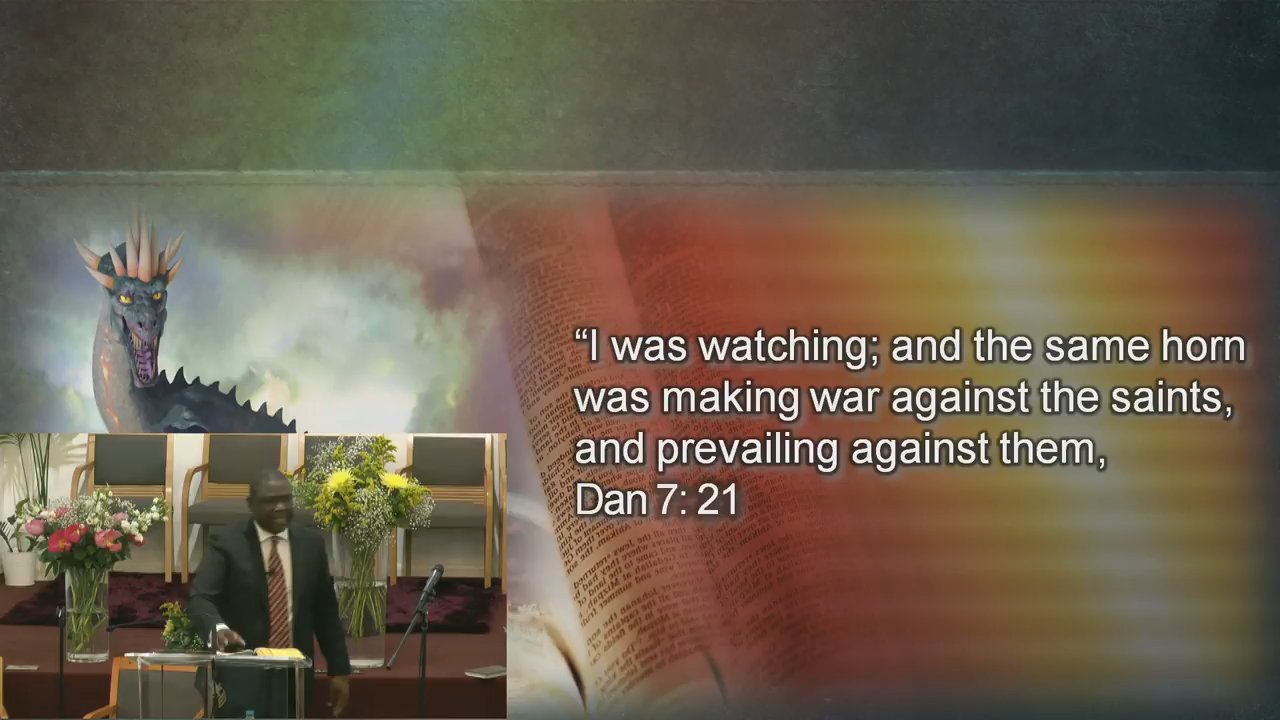 “I was watching; and the same horn
was making war against the saints,
and prevailing against them,
Dan 7: 21